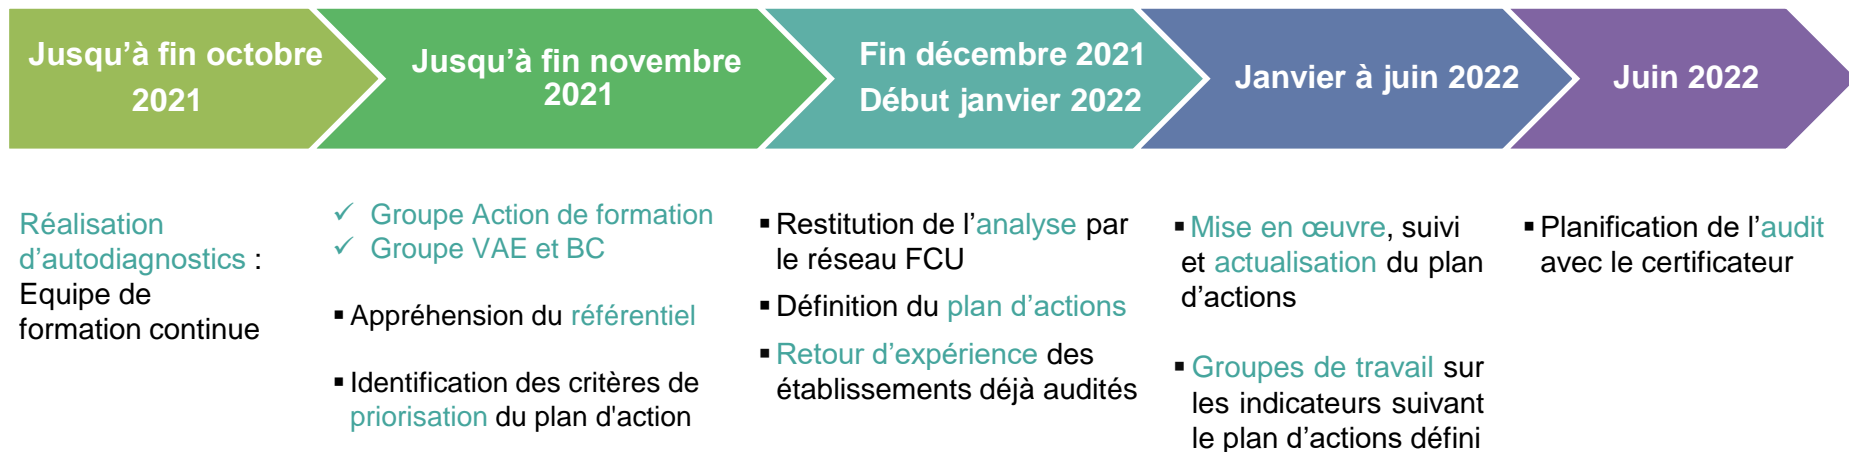 Jusqu’à fin octobre
2021
Jusqu’à fin novembre
2021
Fin décembre 2021
Début janvier 2022
Janvier à juin 2022
Juin 2022
Réalisation
d’autodiagnostics :
Equipe de
formation continue
✓ Groupe Action de formation
✓ Groupe VAE et BC
▪ Appréhension du référentiel
▪ Identification des critères de
priorisation du plan d'action
▪ Restitution de l’analyse par
le réseau FCU
▪ Définition du plan d’actions
▪ Retour d’expérience des
établissements déjà audités
▪ Mise en œuvre, suivi
et actualisation du plan
d’actions
▪ Groupes de travail sur
les indicateurs suivant
le plan d’actions défini
▪ Planification de l’audit
avec le certificateur